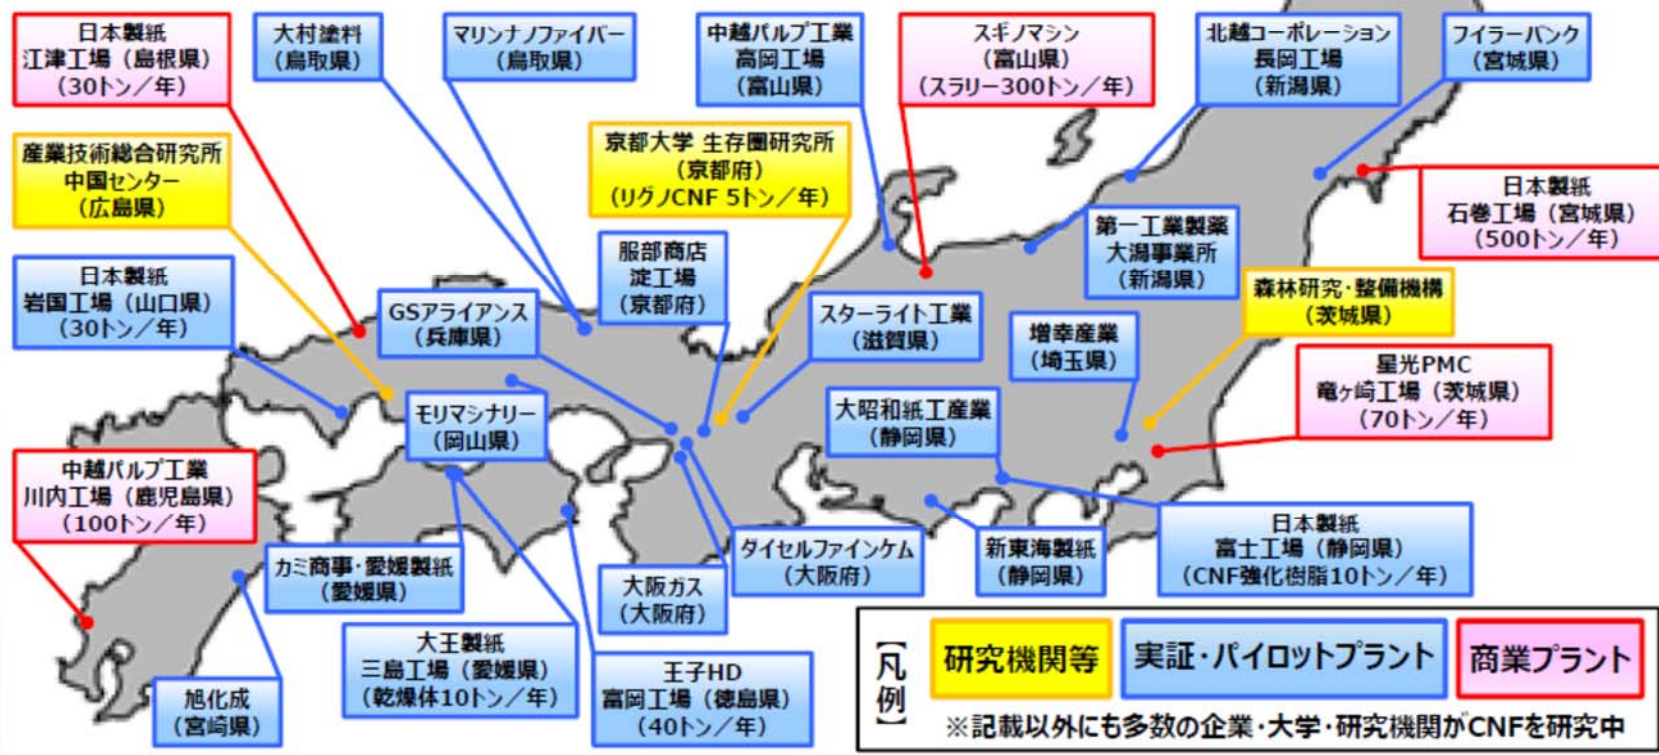 日本製紙
江津工場（島根県）
（30トン／年）
大村塗料
（鳥取県）
マリンナノファイバー
（鳥取県）
中越パルプ工業
高岡工場
（富山県）
スギノマシン
（富山県）
（スラリー300トン／年）
北越コーポレーション
長岡工場
（新潟県）
フイラーバンク
（宮城県）
産業技術総合研究所
中国センター
（広島県）
京都大学 生存圏研究所
（京都府）
（リグノCNF 5トン／年）
日本製紙
石巻工場（宮城県）
（500トン／年）
日本製紙
岩国工場（山口県）
（30トン／年）
GSアライアンス
（兵庫県）
服部商店
淀工場
（京都府）
スターライト工業
（滋賀県）
第一工業製薬
大潟事業所
（新潟県）
森林研究・整備機構
（茨城県）
増幸産業
（埼玉県）
星光PMC
竜ヶ崎工場（茨城県）
（70トン／年）
モリマシナリー
（岡山県）
大昭和紙工産業
（静岡県）
中越パルプ工業
川内工場（鹿児島県）
（100トン／年）
カミ商事・愛媛製紙
（愛媛県）
大阪ガス
（大阪府）
ダイセルファインケム
（大阪府）
新東海製紙
（静岡県）
日本製紙
富士工場（静岡県）
（CNF強化樹脂10トン／年）
旭化成
（宮崎県）
大王製紙
三島工場（愛媛県）
（乾燥体10トン／年）
王子HD
富岡工場（徳島県）
（40トン／年）
【凡例】
研究機関等
実証・パイロットプラント
商業プラント
※記載以外にも多数の企業・大学・研究機関がCNFを研究中